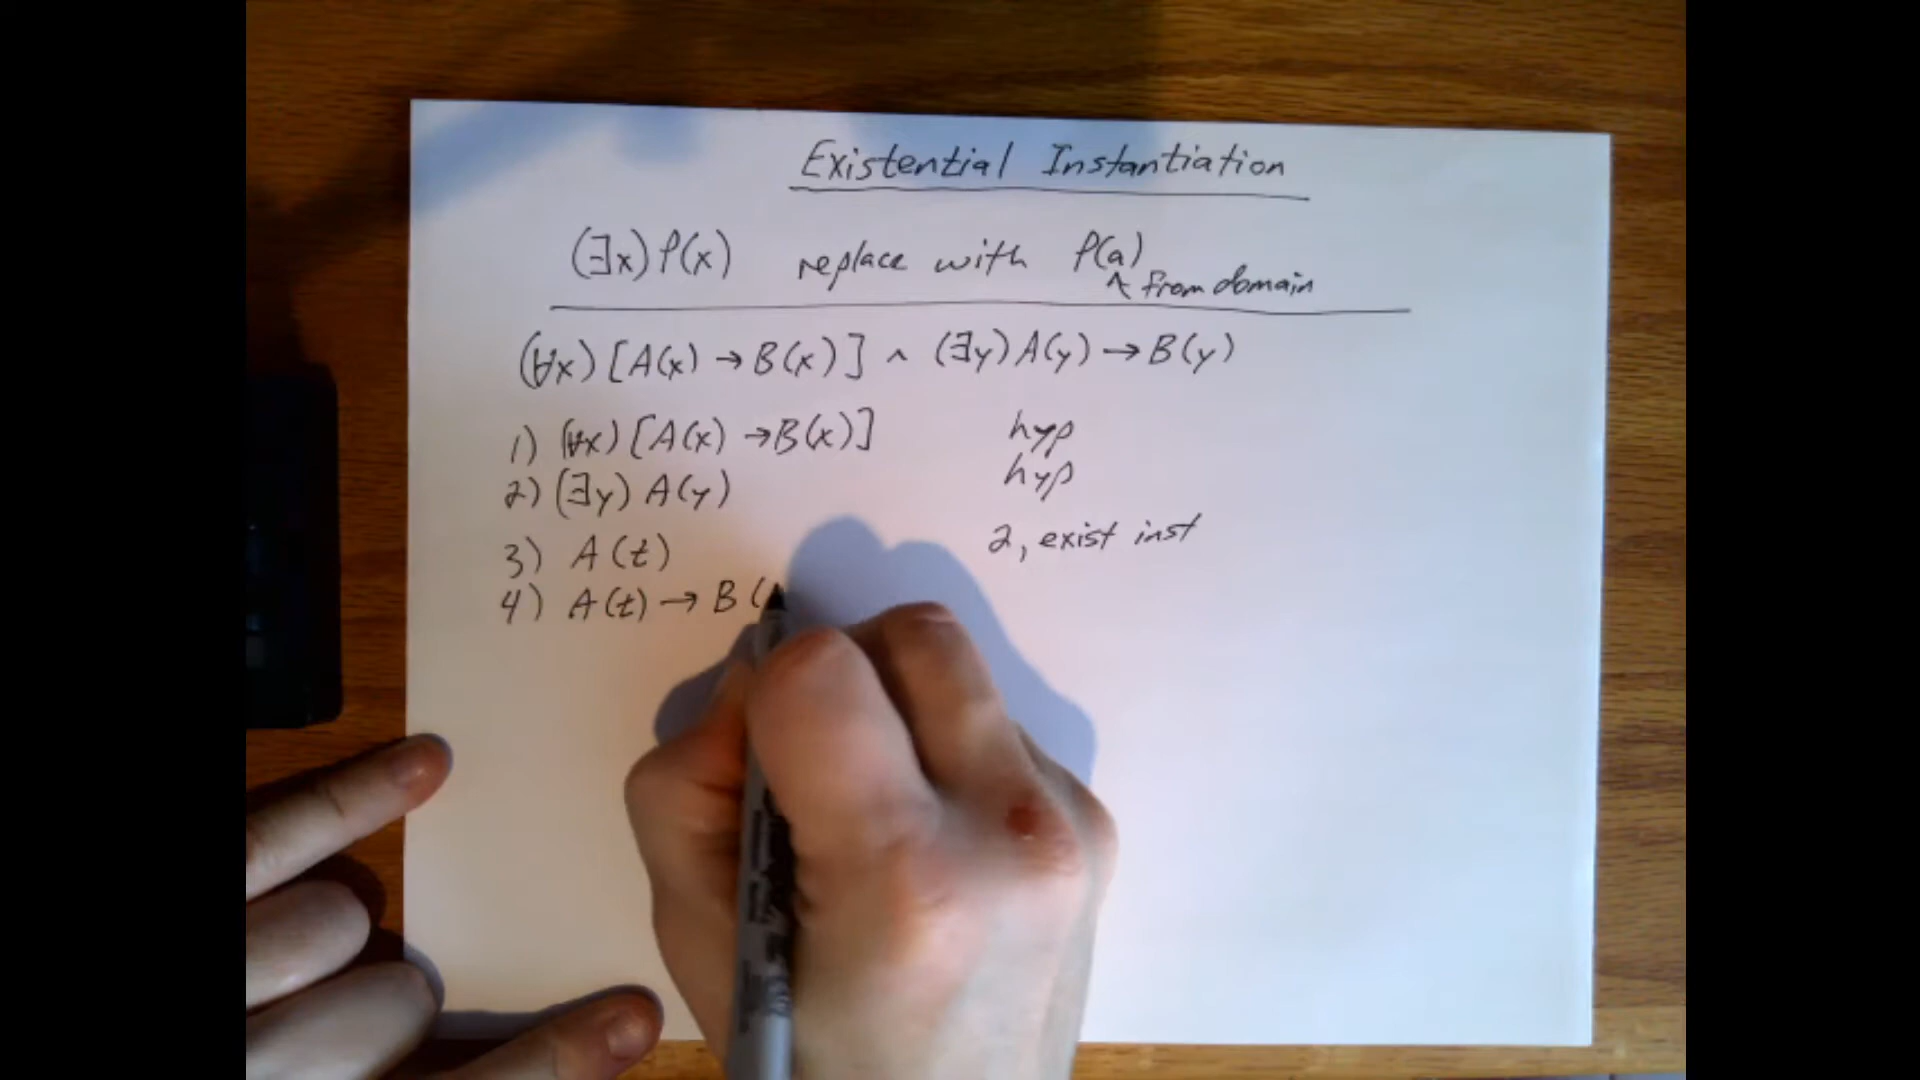 Existential Instantiation
(∃x)P(x) replace with P(a)
↑ from domain
(∀x)[A(x) → B(x)] ∧ (∃y)A(y) → B(y)
1) (∀x)[A(x) → B(x)] hyp
2) (∃y) A(y) hyp
3) A(t) 2, exist inst
4) A(t) → B(